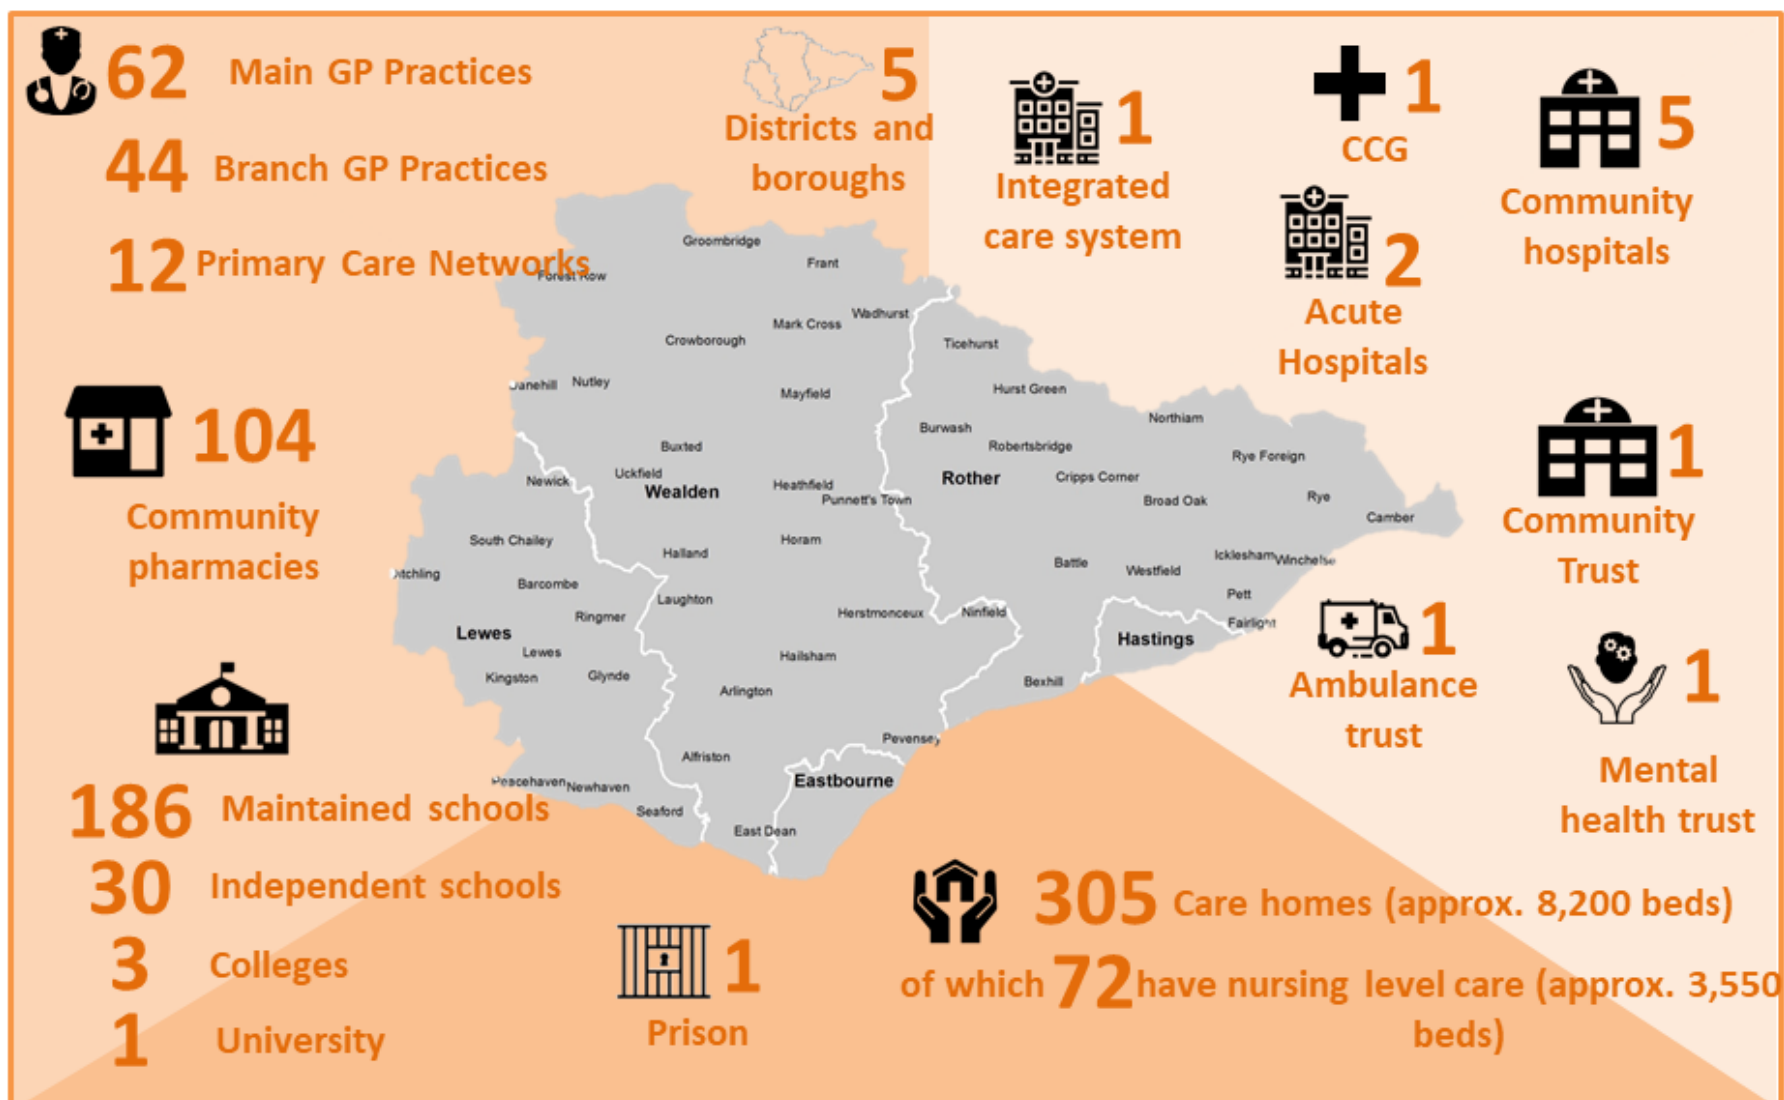 62 Main GP Practices
44 Branch GP Practices
12 Primary Care Networks
5
Districts and
boroughs
1
Integrated
care system
1
CCG
5
Community
hospitals
2
Acute
Hospitals
104
Community
pharmacies
1
Community
Trust
1
Ambulance
trust
1
Mental
health trust
186 Maintained schools
30 Independent schools
3 Colleges
1 University
1
Prison
305 Care homes (approx. 8,200 beds)
of which 72 have nursing level care (approx. 3,550
beds)
Groombridge
Frant
Forest Row
Wadhurst
Mark Cross
Crowborough
Ticehurst
Nutley
Mayfield
Hurst Green
Northiam
Burwash
Robertsbridge
Buxted
Rye Foreign
Uckfield
Newick
Wealden
Heathfield
Punnett's Town
Rother
Cripps Corner
Broad Oak
Rye
Camber
South Chailey
Horam
Halland
Battle
Westfield
Icklesham
Barcombe
Laughton
Ringmer
Herstmonceux
Ninfield
Pett
Fairlight
Lewes
Hastings
Lewes
Hailsham
Kingston
Glynde
Arlington
Bexhill
Pevensey
Alfriston
Newhaven
Eastbourne
Seaford
East Dean